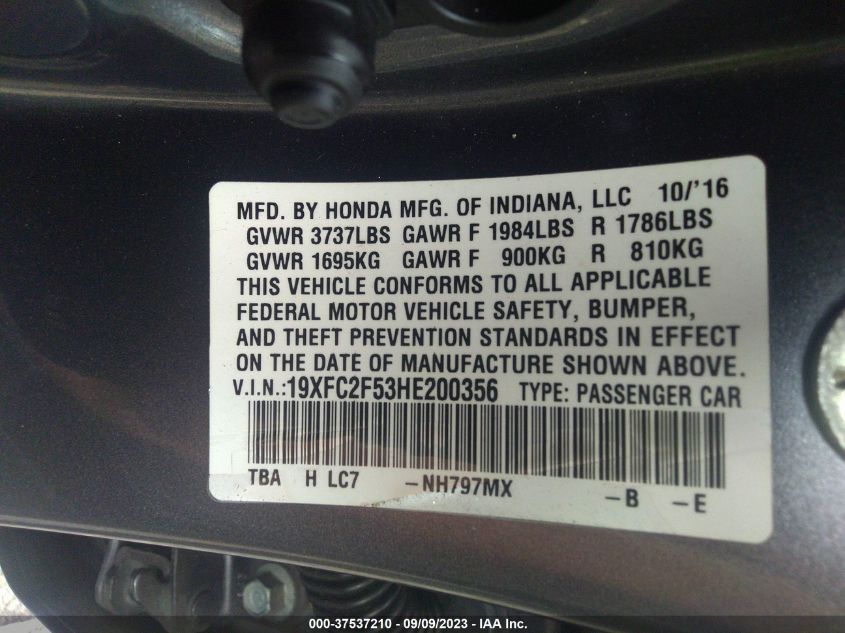 MFD. BY HONDA MFG. OF INDIANA, LLC 10/'16
GVWR 3737LBS GAWR F 1984LBS R 1786LBS
GVWR 1695KG GAWR F 900KG R 810KG
THIS VEHICLE CONFORMS TO ALL APPLICABLE
FEDERAL MOTOR VEHICLE SAFETY, BUMPER,
AND THEFT PREVENTION STANDARDS IN EFFECT
ON THE DATE OF MANUFACTURE SHOWN ABOVE.
V.I.N.:19XFC2F53HE200356 TYPE: PASSENGER CAR
TBA H LC7 -NH797MX -B -E
000-37537210 - 09/09/2023 - IAA Inc.